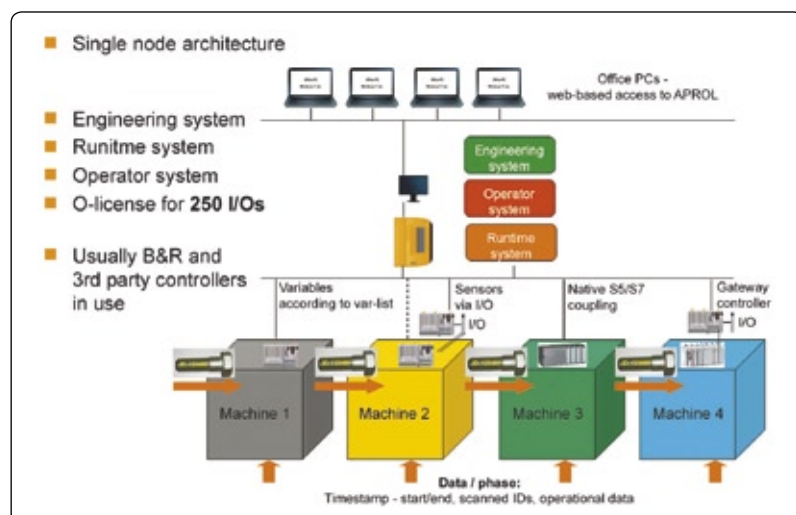 Single node architecture
Office PCs -
web-based access to APROL
Engineering system
Runitme system
Operator system
O-license for 250 I/Os
Usually B&R and
3rd party controllers
in use
Engineering
system
Operator
system
Runtime
system
Variables
according to var-list
Sensors
via I/O
I/O
Native S5/S7
coupling
Gateway
controller
I/O
Machine 1
Machine 2
Machine 3
Machine 4
Data / phase:
Timestamp - start/end, scanned IDs, operational data